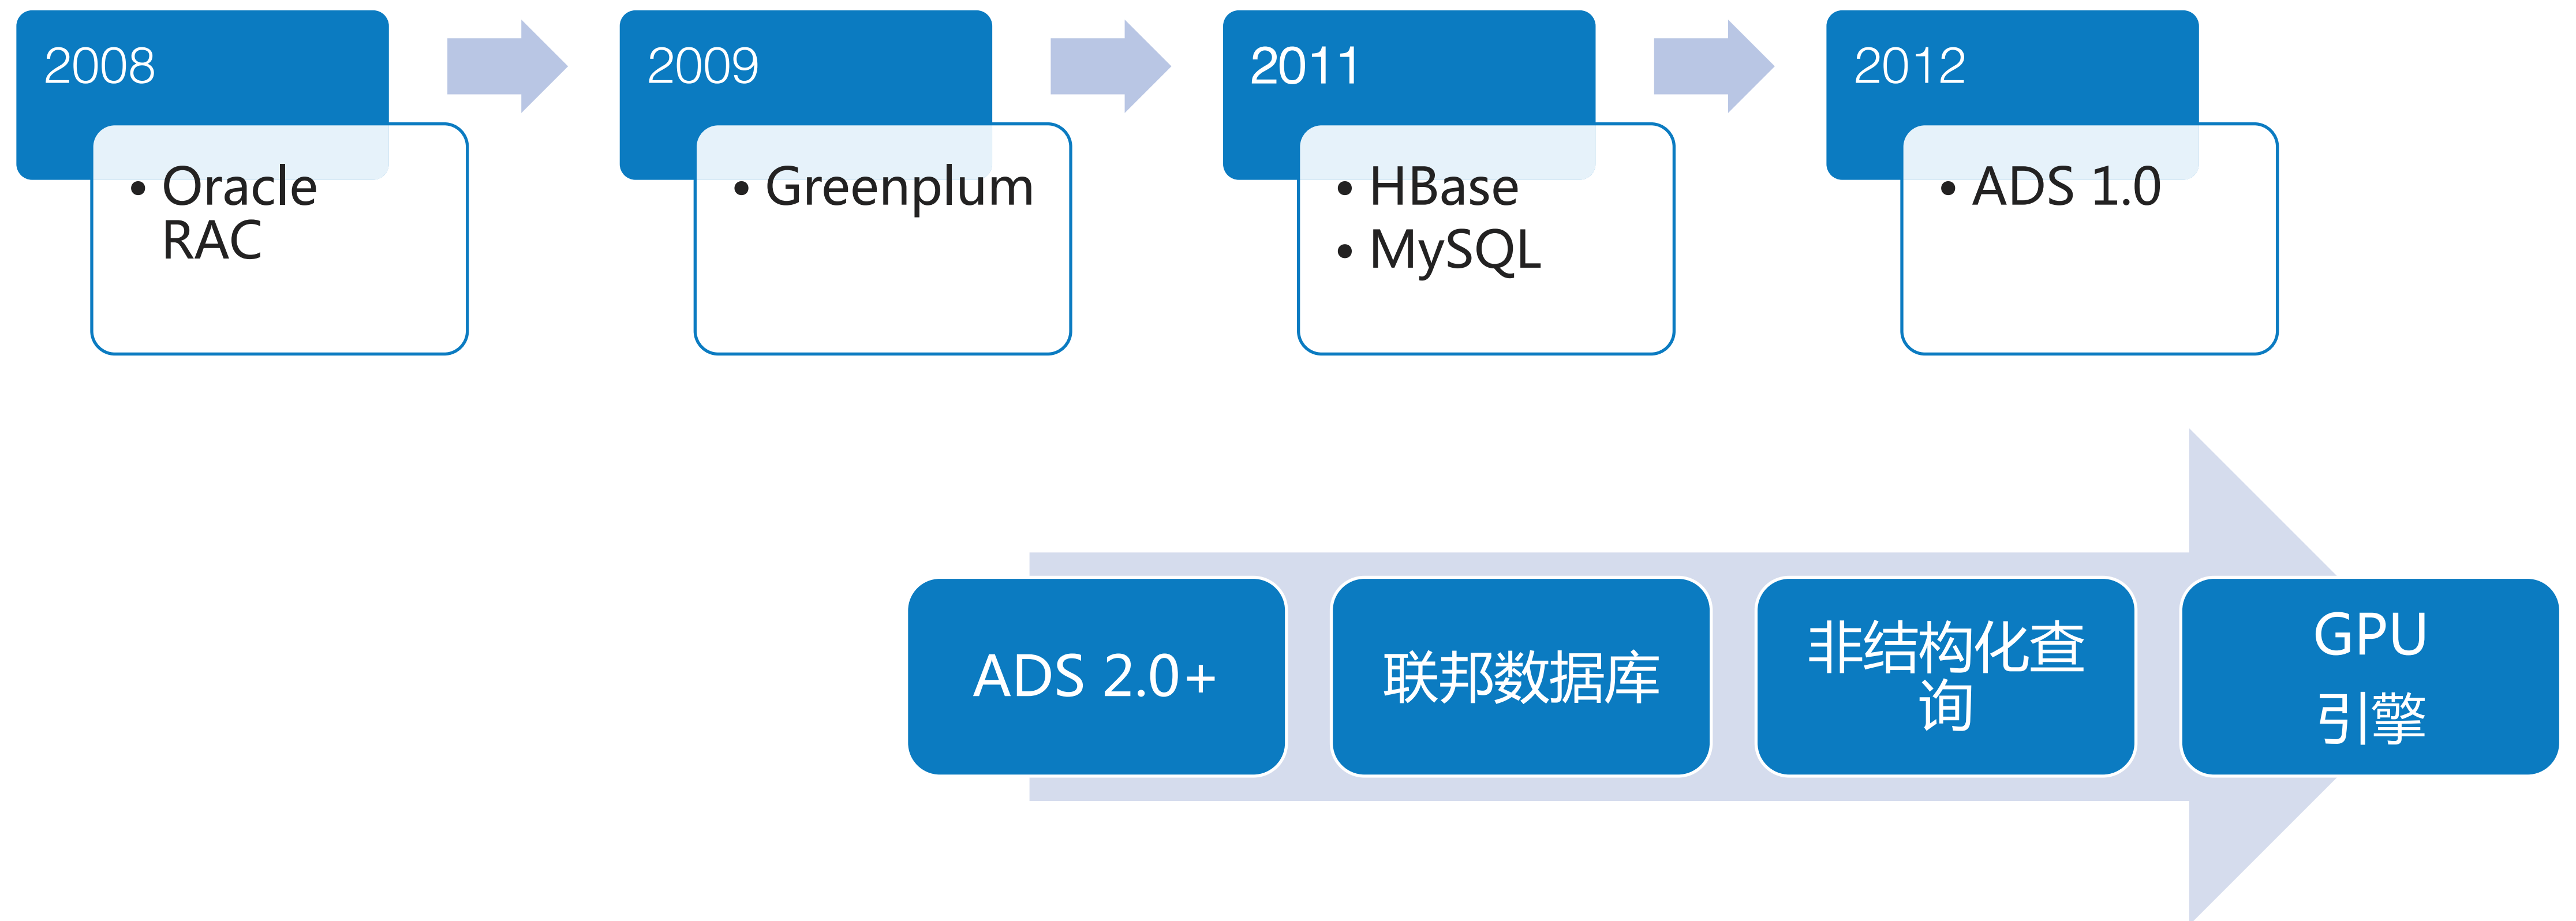 2008
• Oracle
RAC
2009
• Greenplum
2011
• HBase
• MySQL
2012
• ADS 1.0
ADS 2.0+
联邦数据库
非结构化查
询
GPU
引擎